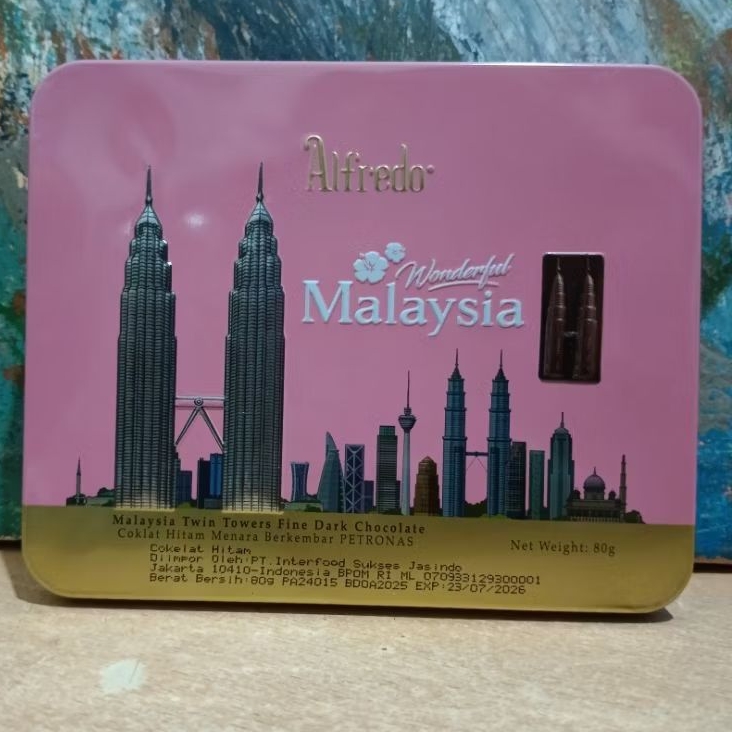 Alfredo
Wonderful
Malaysia
Malaysia Twin Towers Fine Dark Chocolate
Coklat Hitam Menara Berkembar PETRONAS
Net Weight: 80g
Cokelat Hitam
Diimpor Oleh:PT.Interfood Sukses Jasindo
Jakarta 10410-Indonesia BPOM RI ML 070933129300001
Berat Bersih:80g PA24015 BD0A2025 EXP:23/07/2026